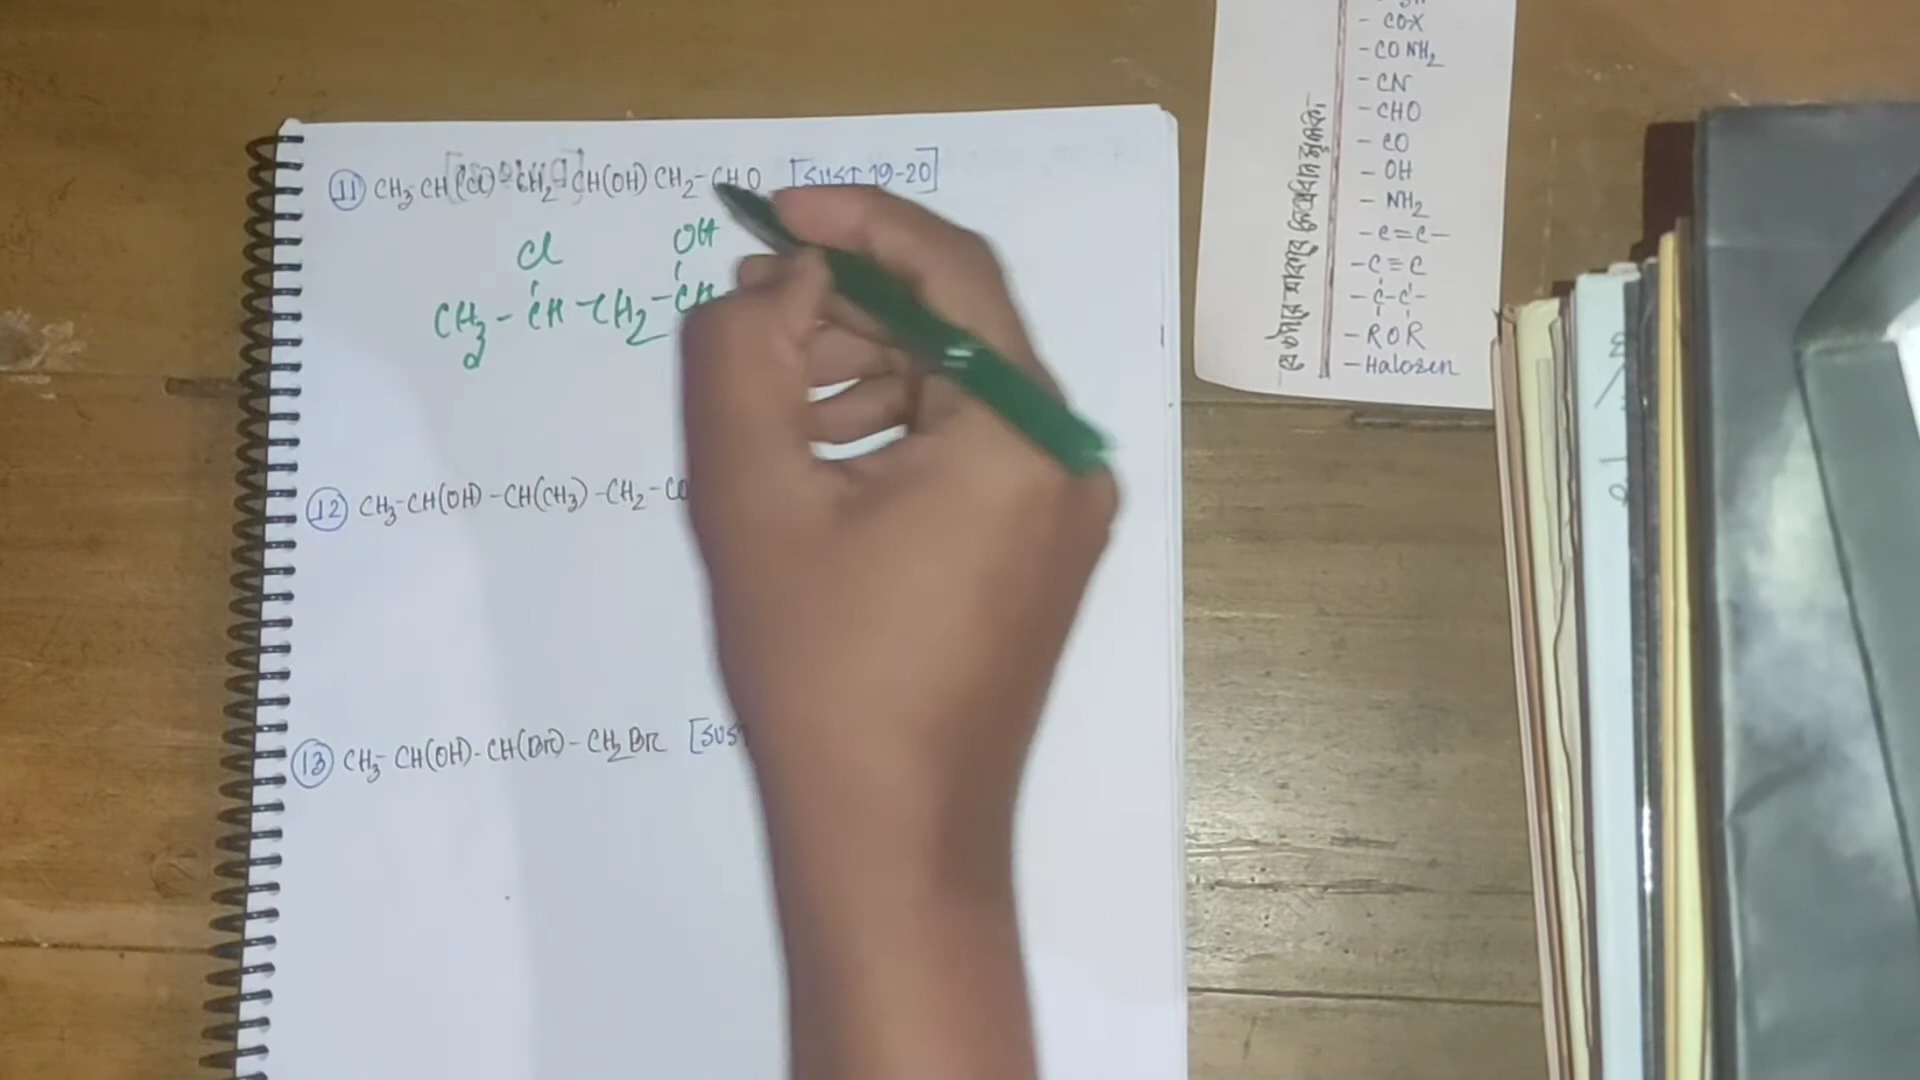 11 CH3 CH(Cl) CH2 CH(OH) CH2-CHO [SUST 19-20]
Cl OH
CH3 - CH - CH2 - CH
12 CH3-CH(OH)-CH(CH3)-CH2-CO
13 CH3-CH(OH)-CH(Br)-CH2Br [SUST
- COX
- CONH2
- CN
- CHO
- CO
- OH
- NH2
- C=C-
- C≡C
- C-C-
- ROR
- Halogen